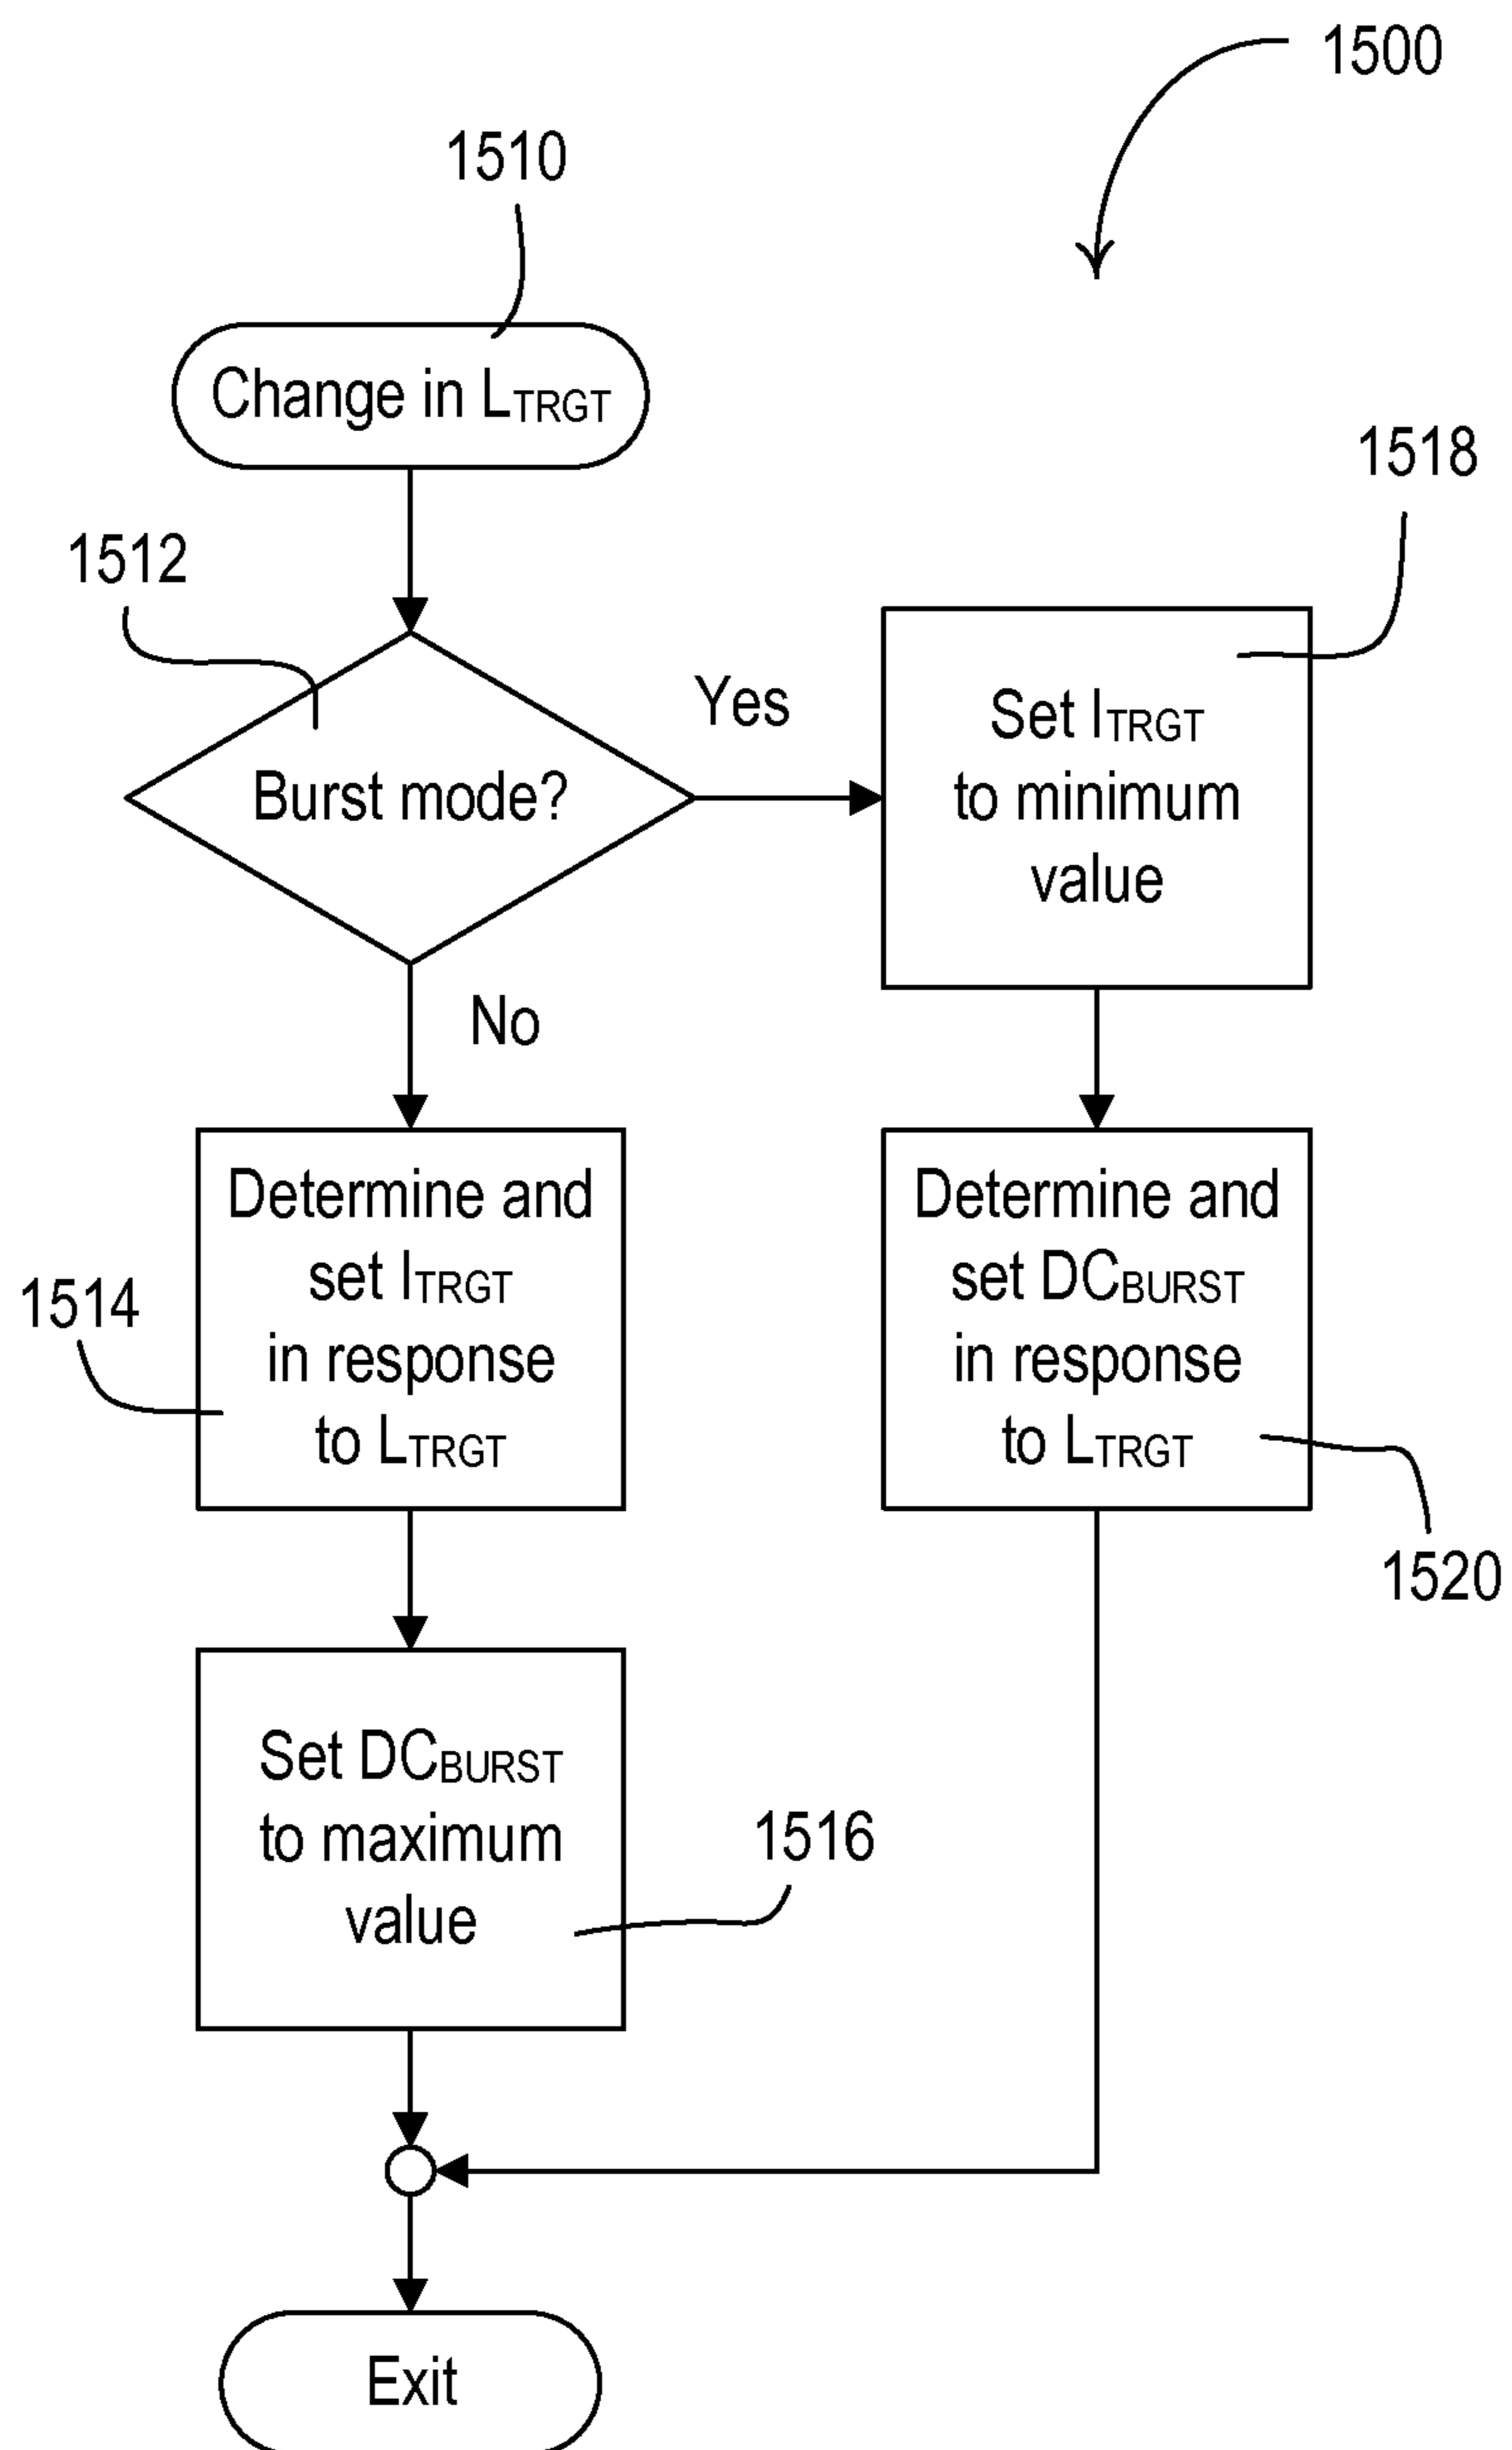 1500
1510
Change in LTRGT
1518
1512
Yes
Set ITRGT
to minimum
value
Burst mode?
No
Determine and
set ITRGT
in response
to LTRGT
1514
Determine and
set DCBURST
in response
to LTRGT
1520
Set DCBURST
to maximum
value
1516
Exit